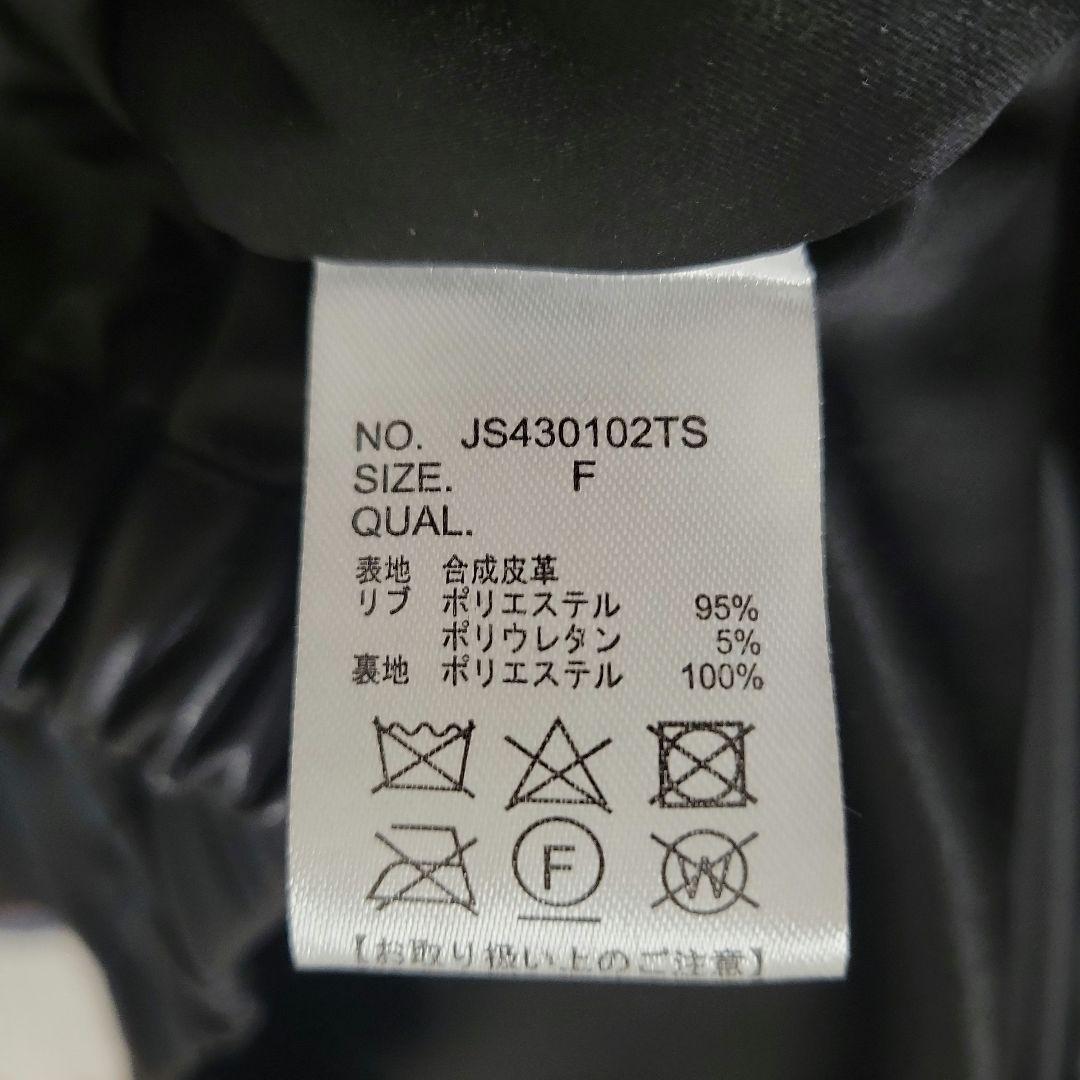 NO. JS430102TS
SIZE. F
QUAL.
表地 合成皮革
リブ ポリエステル 95%
ポリウレタン 5%
裏地 ポリエステル 100%
F
W
【お取り扱い上のご注意】